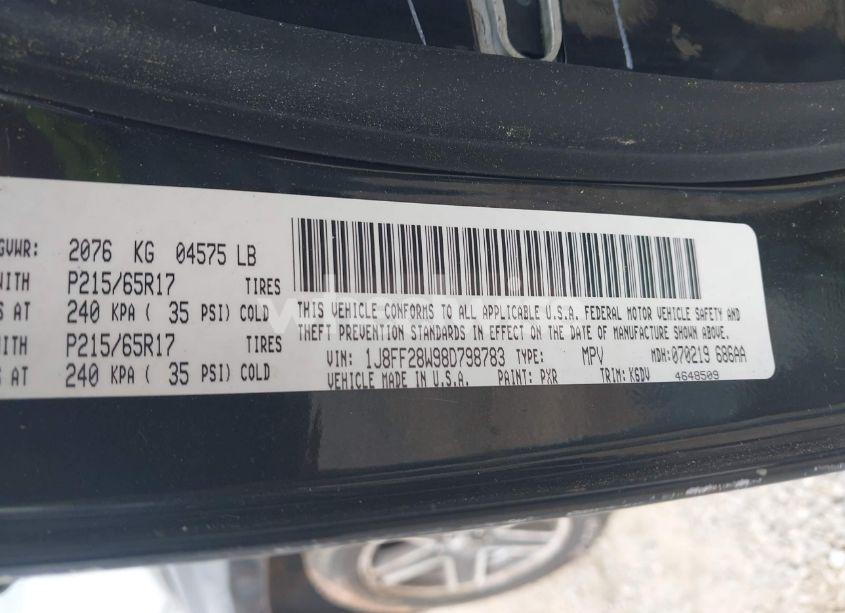 GVWR: 2076 KG 04575 LB
WITH P215/65R17 TIRES
S AT 240 KPA ( 35 PSI) COLD
WITH P215/65R17 TIRES
S AT 240 KPA ( 35 PSI) COLD
THIS VEHICLE CONFORMS TO ALL APPLICABLE U.S.A. FEDERAL MOTOR VEHICLE SAFETY AND
THEFT PREVENTION STANDARDS IN EFFECT ON THE DATE OF MANUFACTURE SHOWN ABOVE.
VIN: 1J8FF28W98D798783 TYPE: MPV MDH:070219 686AA
VEHICLE MADE IN U.S.A. PAINT: PXR TRIM: K6DV 4648509